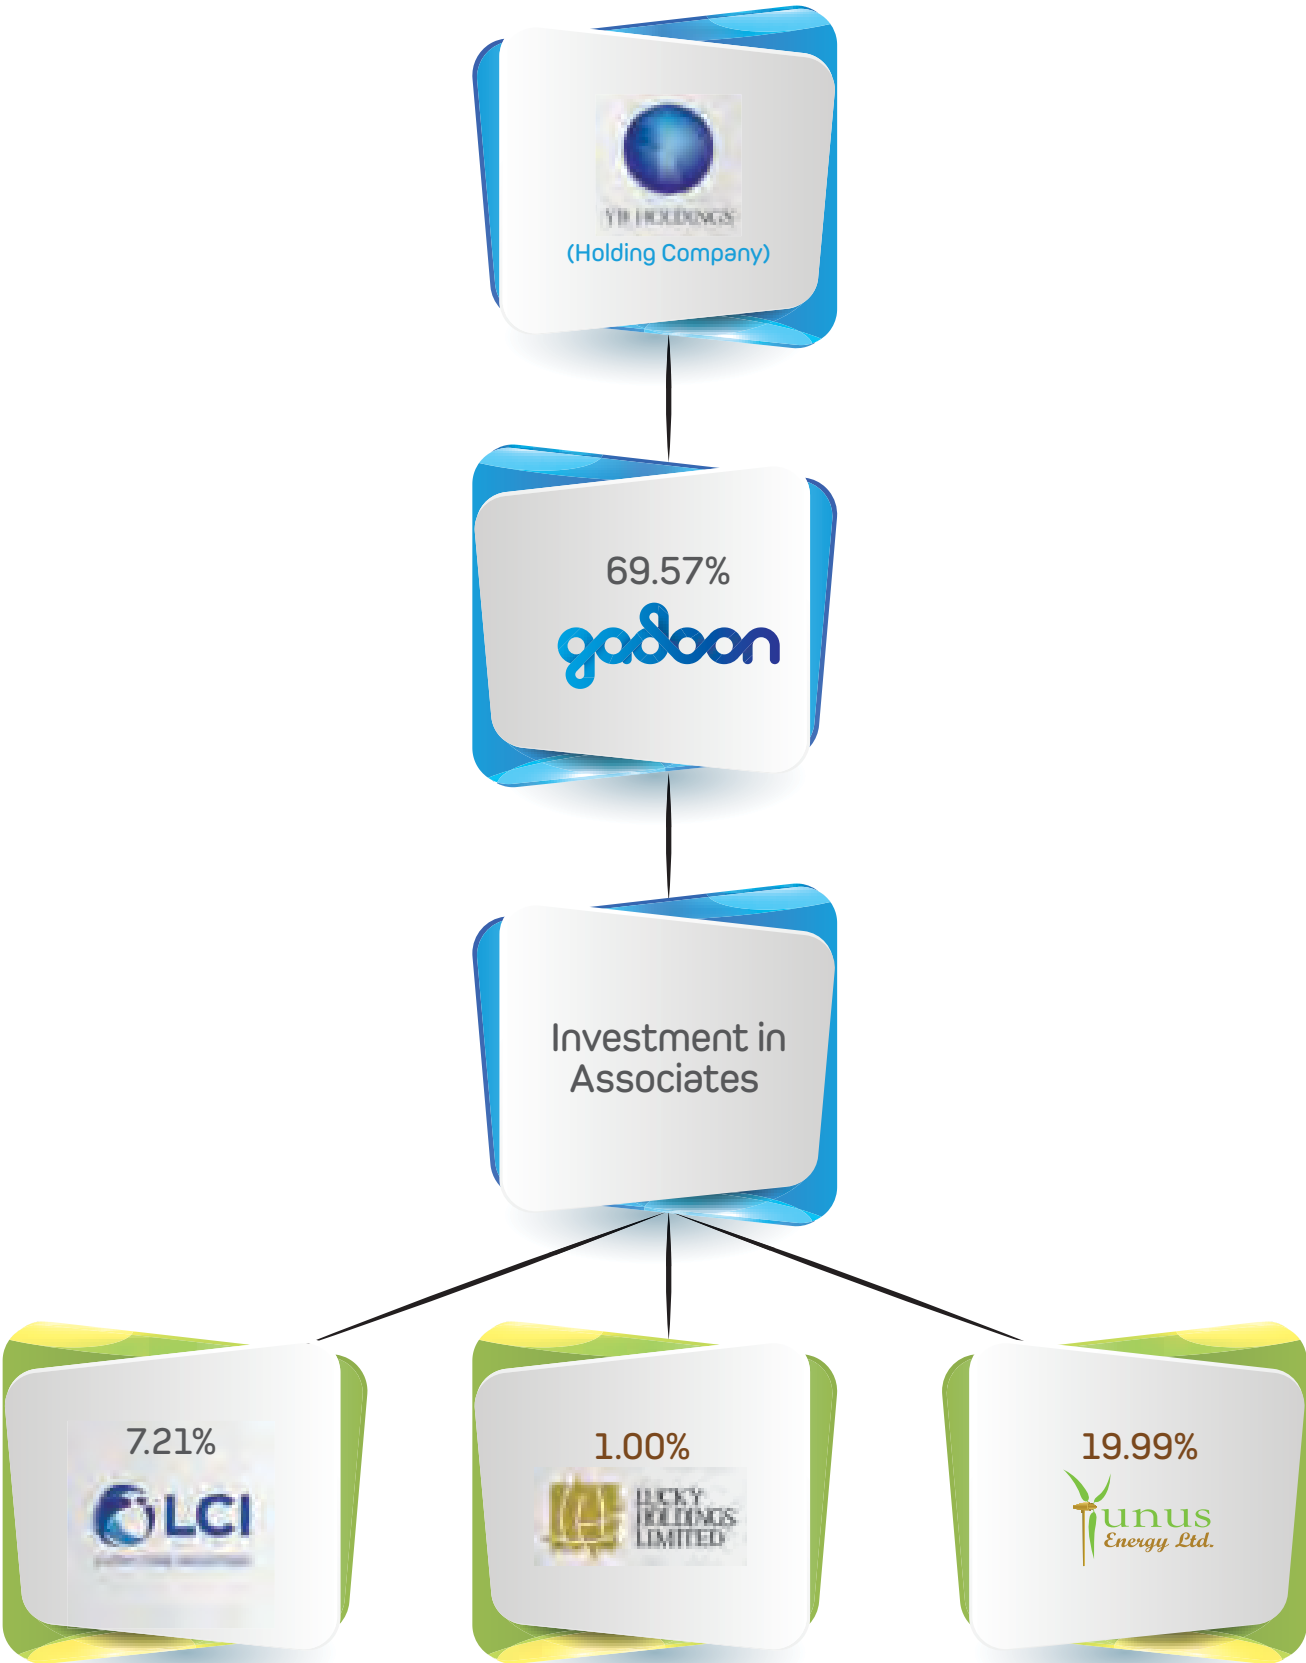 YB HOLDINGS
(Holding Company)
69.57%
gadoon
Investment in
Associates
7.21%
LCI
1.00%
LUCKY
HOLDINGS
LIMITED
19.99%
Yunus
Energy Ltd.